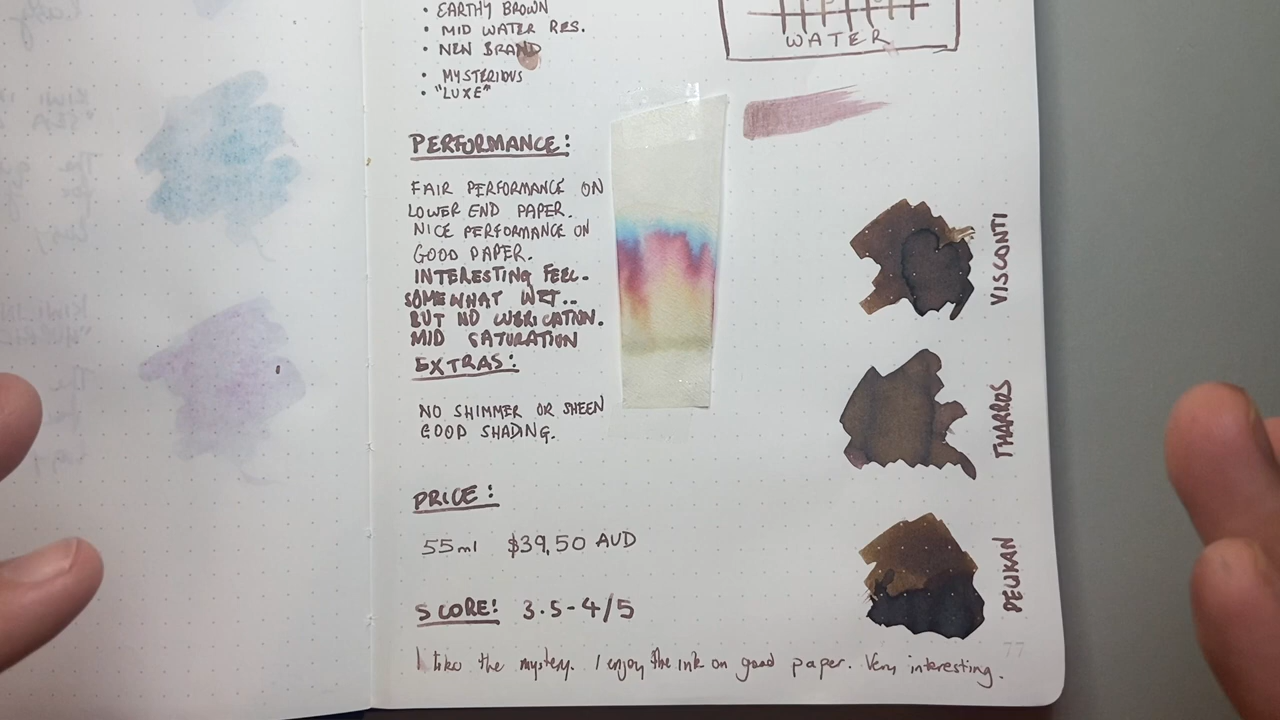 • EARTHY BROWN
• MID WATER RES.
• NEW BRAND
• MYSTERIOUS
• "LUXE"
WATER
PERFORMANCE:
FAIR PERFORMANCE ON
LOWER END PAPER.
NICE PERFORMANCE ON
GOOD PAPER.
INTERESTING FEEL.
SOMEWHAT WET..
BUT NO LUBRICATION.
MID SATURATION
EXTRAS:
NO SHIMMER OR SHEEN
GOOD SHADING.
PRICE:
55ml $39,50 AUD
SCORE: 3.5-4/5
I like the mystery. I enjoy the ink on good paper. Very interesting.
VISCONTI
THARROS
PELIKAN
77